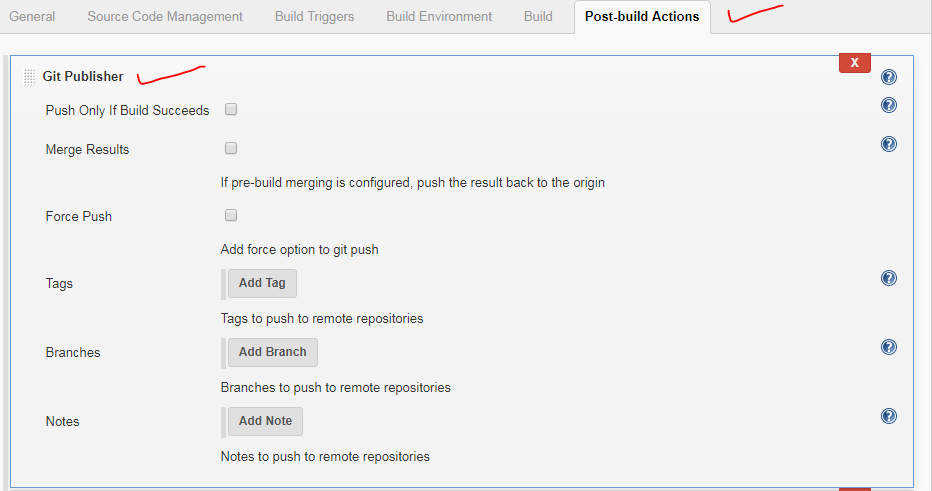 General Source Code Management Build Triggers Build Environment Build Post-build Actions
X
Git Publisher ?
Push Only If Build Succeeds ?
Merge Results ?
If pre-build merging is configured, push the result back to the origin
Force Push
Add force option to git push
Tags Add Tag ?
Tags to push to remote repositories
Branches Add Branch ?
Branches to push to remote repositories
Notes Add Note ?
Notes to push to remote repositories